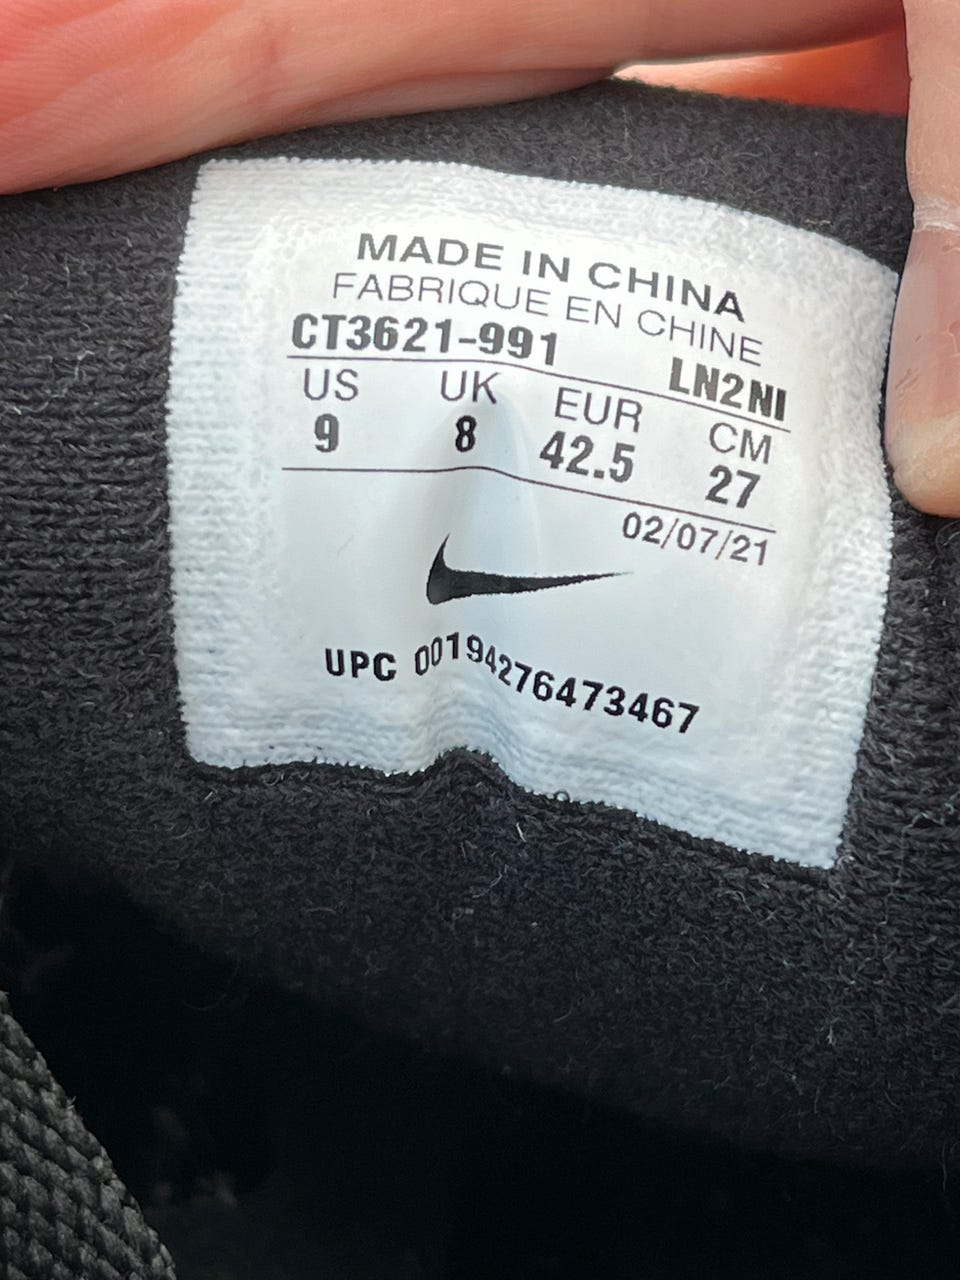 MADE IN CHINA
FABRIQUE EN CHINE
CT3621-991 LN2NI
US UK EUR CM
9 8 42.5 27
02/07/21
UPC 00194276473467